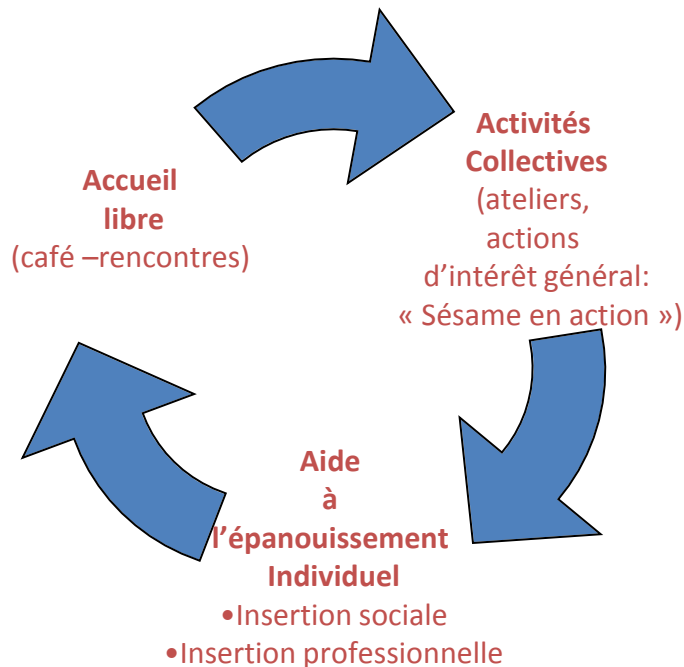 Accueil
libre
(café –rencontres)
Activités
Collectives
(ateliers,
actions
d’intérêt général:
« Sésame en action »)
Aide
à
l’épanouissement
Individuel
•Insertion sociale
•Insertion professionnelle